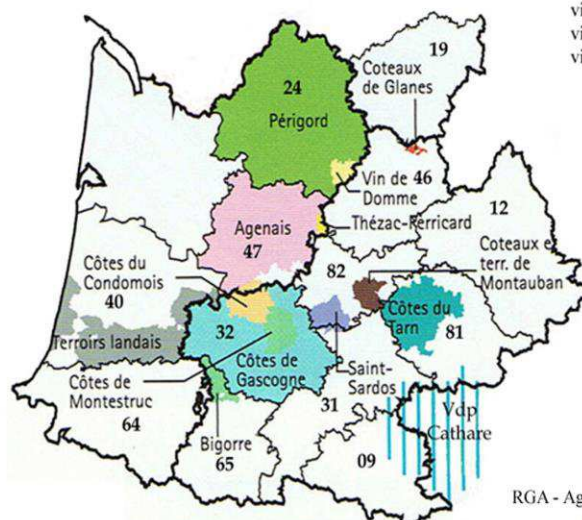 vi
vi
vi
19
Coteaux
de Glanes
24
Périgord
Vin de
Domme
46
12
Thézac-Perricard
Agenais
47
Coteaux e
terr. de
Montauban
82
Côtes du
Condomois
40
Côtes du
Tarn
81
Terroirs landais
32
Côtes de
Gascogne
Saint-
Sardos
Côtes de
Montestruc
64
31
Vdp
Cathare
Bigorre
65
09
RGA - Ag